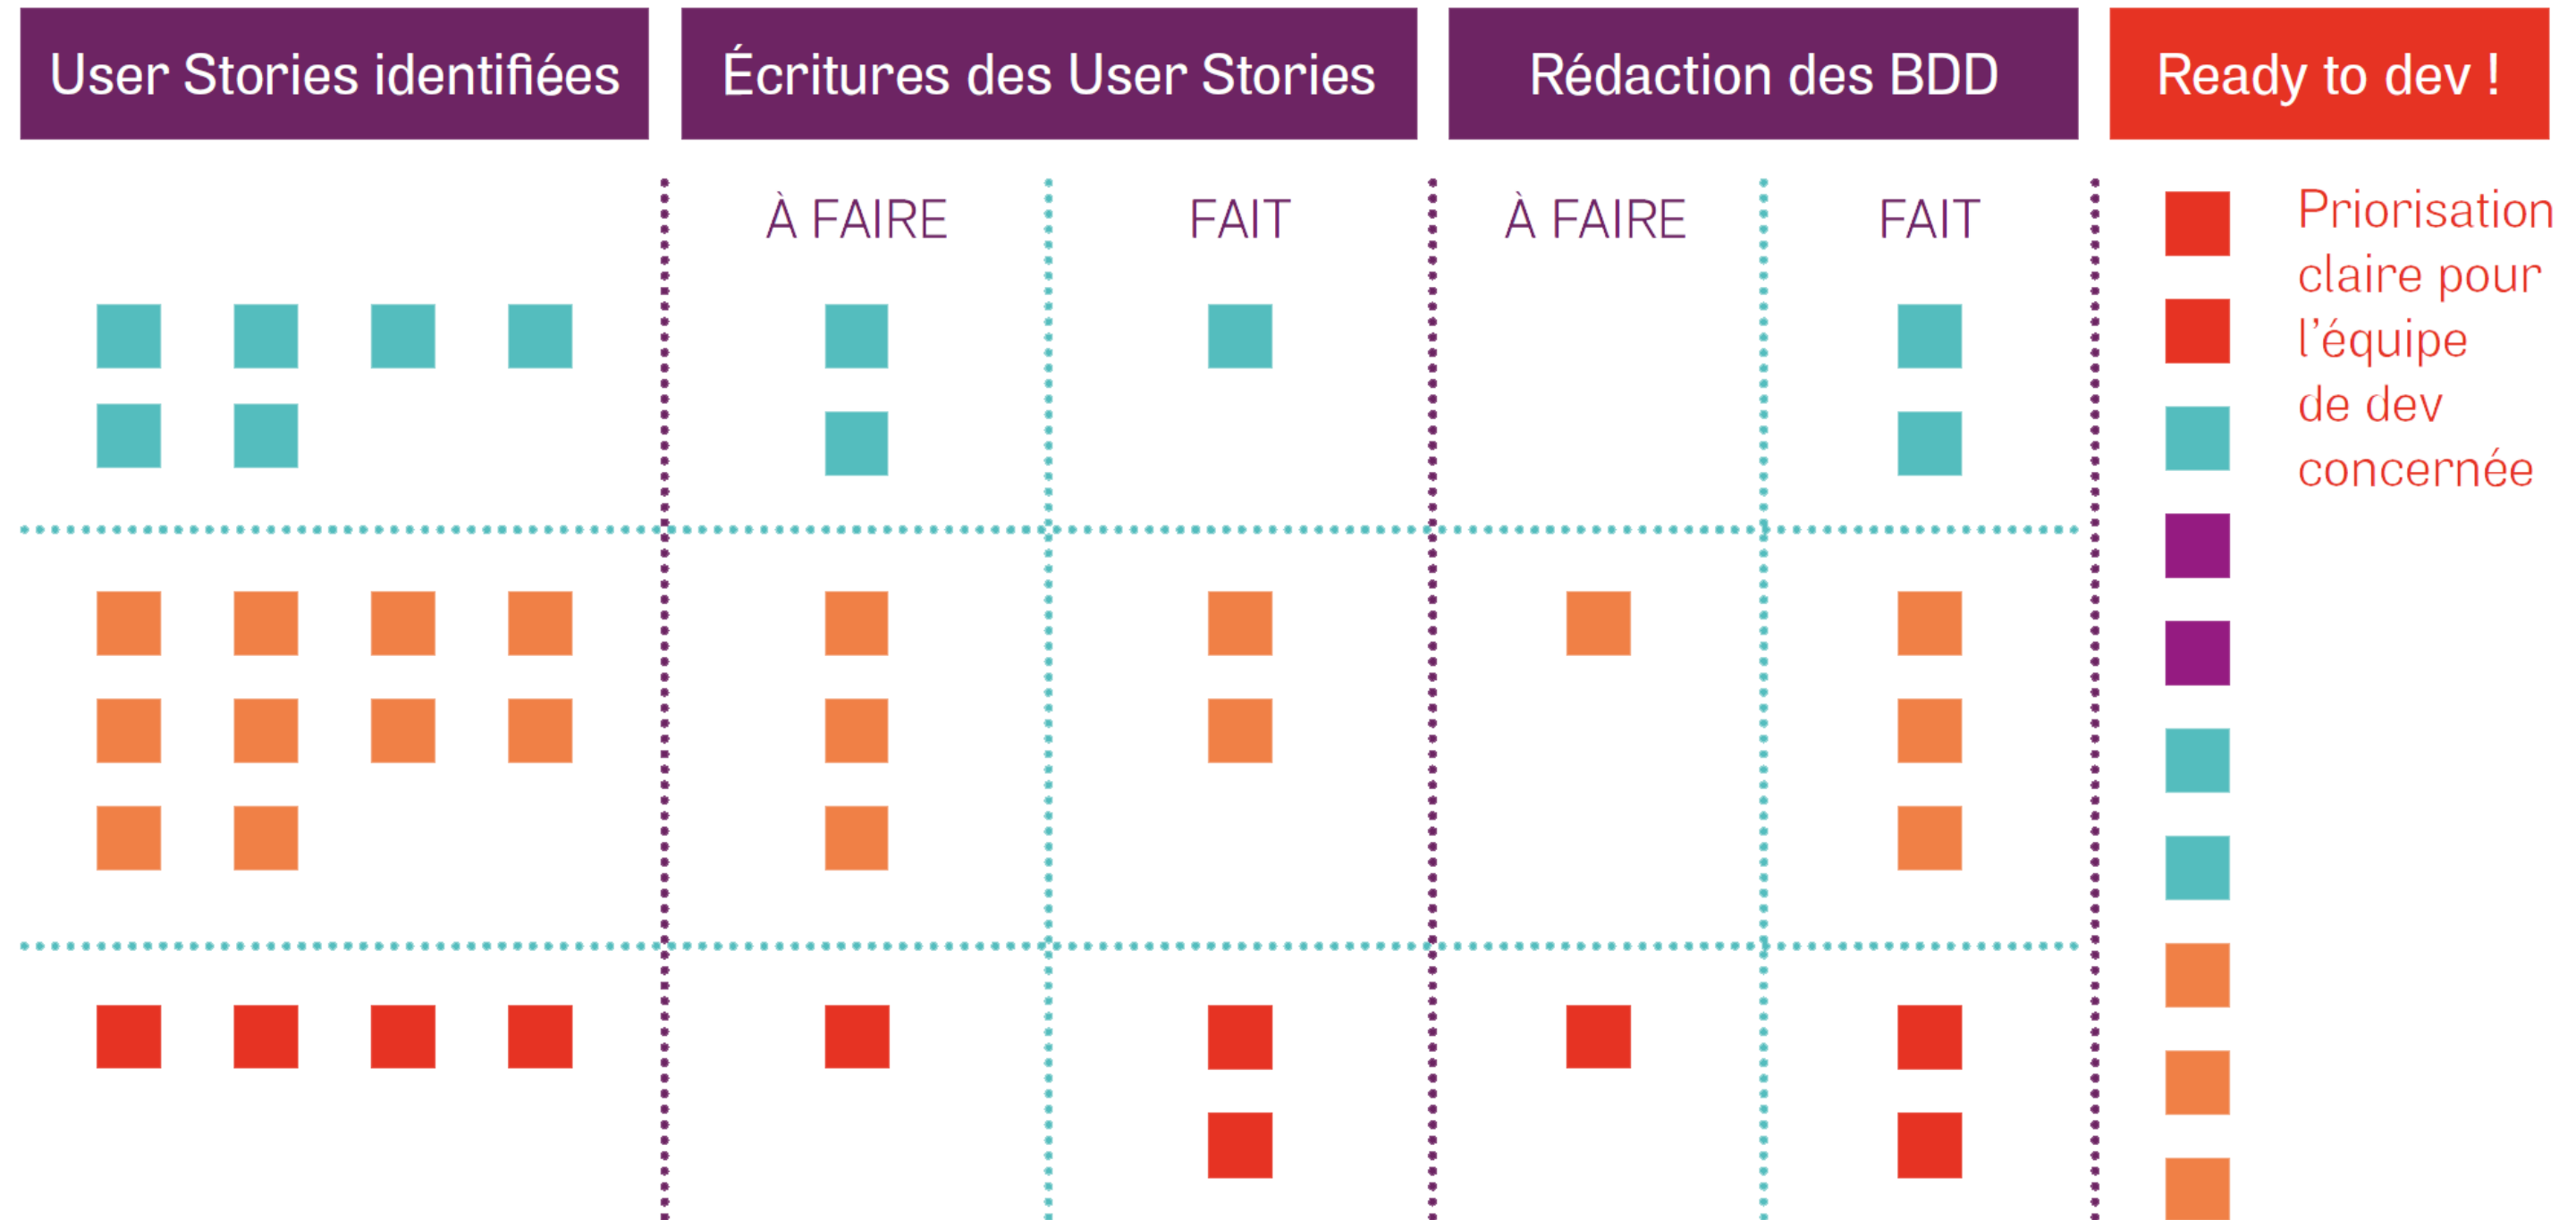 User Stories identifiées
Écritures des User Stories
Rédaction des BDD
Ready to dev !
À FAIRE
FAIT
À FAIRE
FAIT
Priorisation
claire pour
l’équipe
de dev
concernée